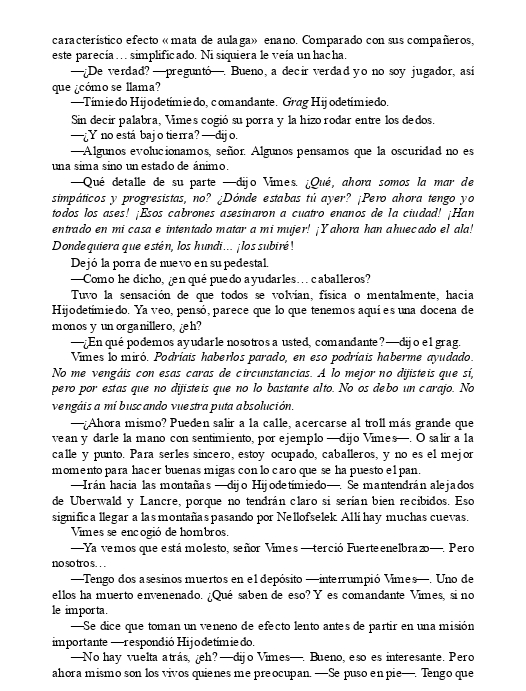 característico efecto «mata de aulaga» enano. Comparado con sus compañeros,
este parecía… simplificado. Ni siquiera le veía un hacha.
—¿De verdad? —preguntó—. Bueno, a decir verdad yo no soy jugador, así
que ¿cómo se llama?
—Tímiedo Hijodetímiedo, comandante. Grag Hijodetímiedo.
Sin decir palabra, Vimes cogió su porra y la hizo rodar entre los dedos.
—¿Y no está bajo tierra? —dijo.
—Algunos evolucionamos, señor. Algunos pensamos que la oscuridad no es
una sima sino un estado de ánimo.
—Qué detalle de su parte —dijo Vimes. ¿Qué, ahora somos la mar de
simpáticos y progresistas, no? ¿Dónde estabas tú ayer? ¡Pero ahora tengo yo
todos los ases! ¡Esos cabrones asesinaron a cuatro enanos de la ciudad! ¡Han
entrado en mi casa e intentado matar a mi mujer! ¡Y ahora han ahuecado el ala!
Dondequiera que estén, los hundi… ¡los subiré!
Dejó la porra de nuevo en su pedestal.
—Como he dicho, ¿en qué puedo ayudarles… caballeros?
Tuvo la sensación de que todos se volvían, física o mentalmente, hacia
Hijodetímiedo. Ya veo, pensó, parece que lo que tenemos aquí es una docena de
monos y un organillero, ¿eh?
—¿En qué podemos ayudarle nosotros a usted, comandante? —dijo el grag.
Vimes lo miró. Podríais haberlos parado, en eso podríais haberme ayudado.
No me vengáis con esas caras de circunstancias. A lo mejor no dijisteis que sí,
pero por estas que no dijisteis que no lo bastante alto. No os debo un carajo. No
vengáis a mí buscando vuestra puta absolución.
—¿Ahora mismo? Pueden salir a la calle, acercarse al troll más grande que
vean y darle la mano con sentimiento, por ejemplo —dijo Vimes—. O salir a la
calle y punto. Para serles sincero, estoy ocupado, caballeros, y no es el mejor
momento para hacer buenas migas con lo caro que se ha puesto el pan.
—Irán hacia las montañas —dijo Hijodetímiedo—. Se mantendrán alejados
de Uberwald y Lancre, porque no tendrán claro si serían bien recibidos. Eso
significa llegar a las montañas pasando por Nellofselek. Allí hay muchas cuevas.
Vimes se encogió de hombros.
—Ya vemos que está molesto, señor Vimes —terció Fuerteenelbrazo—. Pero
nosotros…
—Tengo dos asesinos muertos en el depósito —interrumpió Vimes—. Uno de
ellos ha muerto envenenado. ¿Qué saben de eso? Y es comandante Vimes, si no
le importa.
—Se dice que toman un veneno de efecto lento antes de partir en una misión
importante —respondió Hijodetímiedo.
—No hay vuelta atrás, ¿eh? —dijo Vimes—. Bueno, eso es interesante. Pero
ahora mismo son los vivos quienes me preocupan. —Se puso en pie—. Tengo que